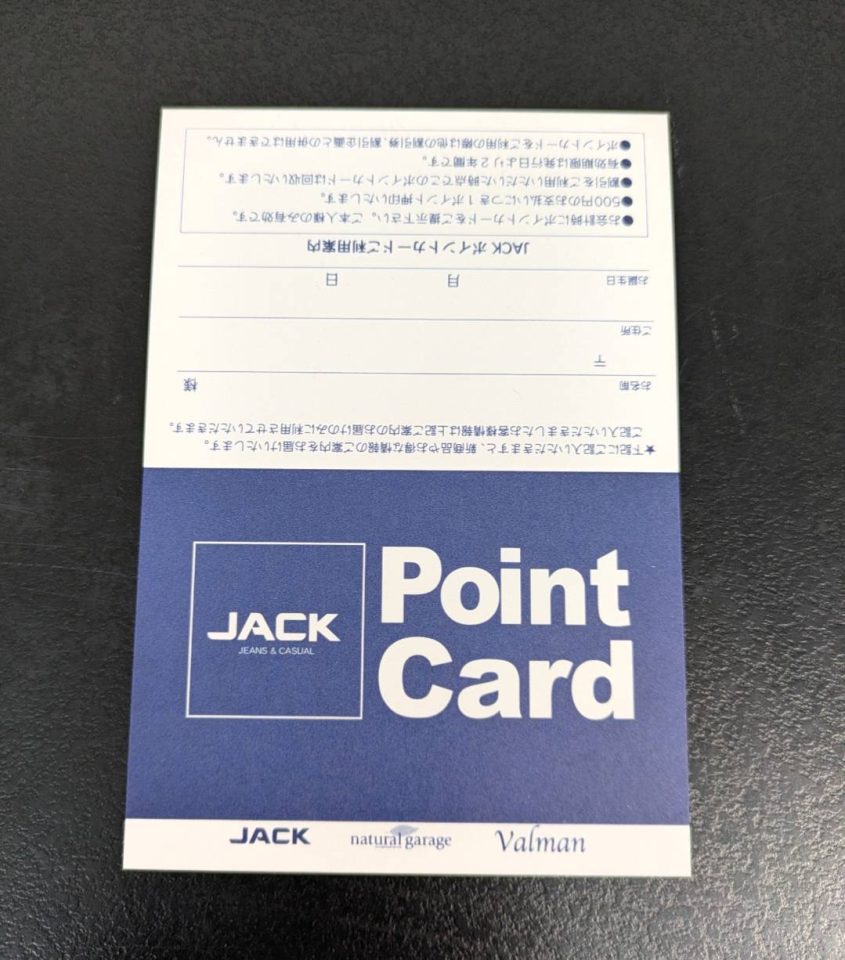 ★下記にご記入いただきますと、新商品やお得な情報のご案内をお届けいたします。
ご記入いただきましたお客様情報は上記ご案内のお届けのみに利用させていただきます。
お名前 様
〒
ご住所
お誕生日 月 日
JACK ポイントカードご利用案内
●お会計時にポイントカードをご提示下さい。ご本人様のみ有効です。
●500円のお支払いにつき1ポイント押印いたします。
●割引をご利用いただいた時点でこのポイントカードは回収いたします。
●有効期限は発行日より2年間です。
●ポイントカードをご利用の際は他の割引券、割引企画との併用はできません。
JACK
JEANS & CASUAL
Point
Card
JACK
natural garage
Valman